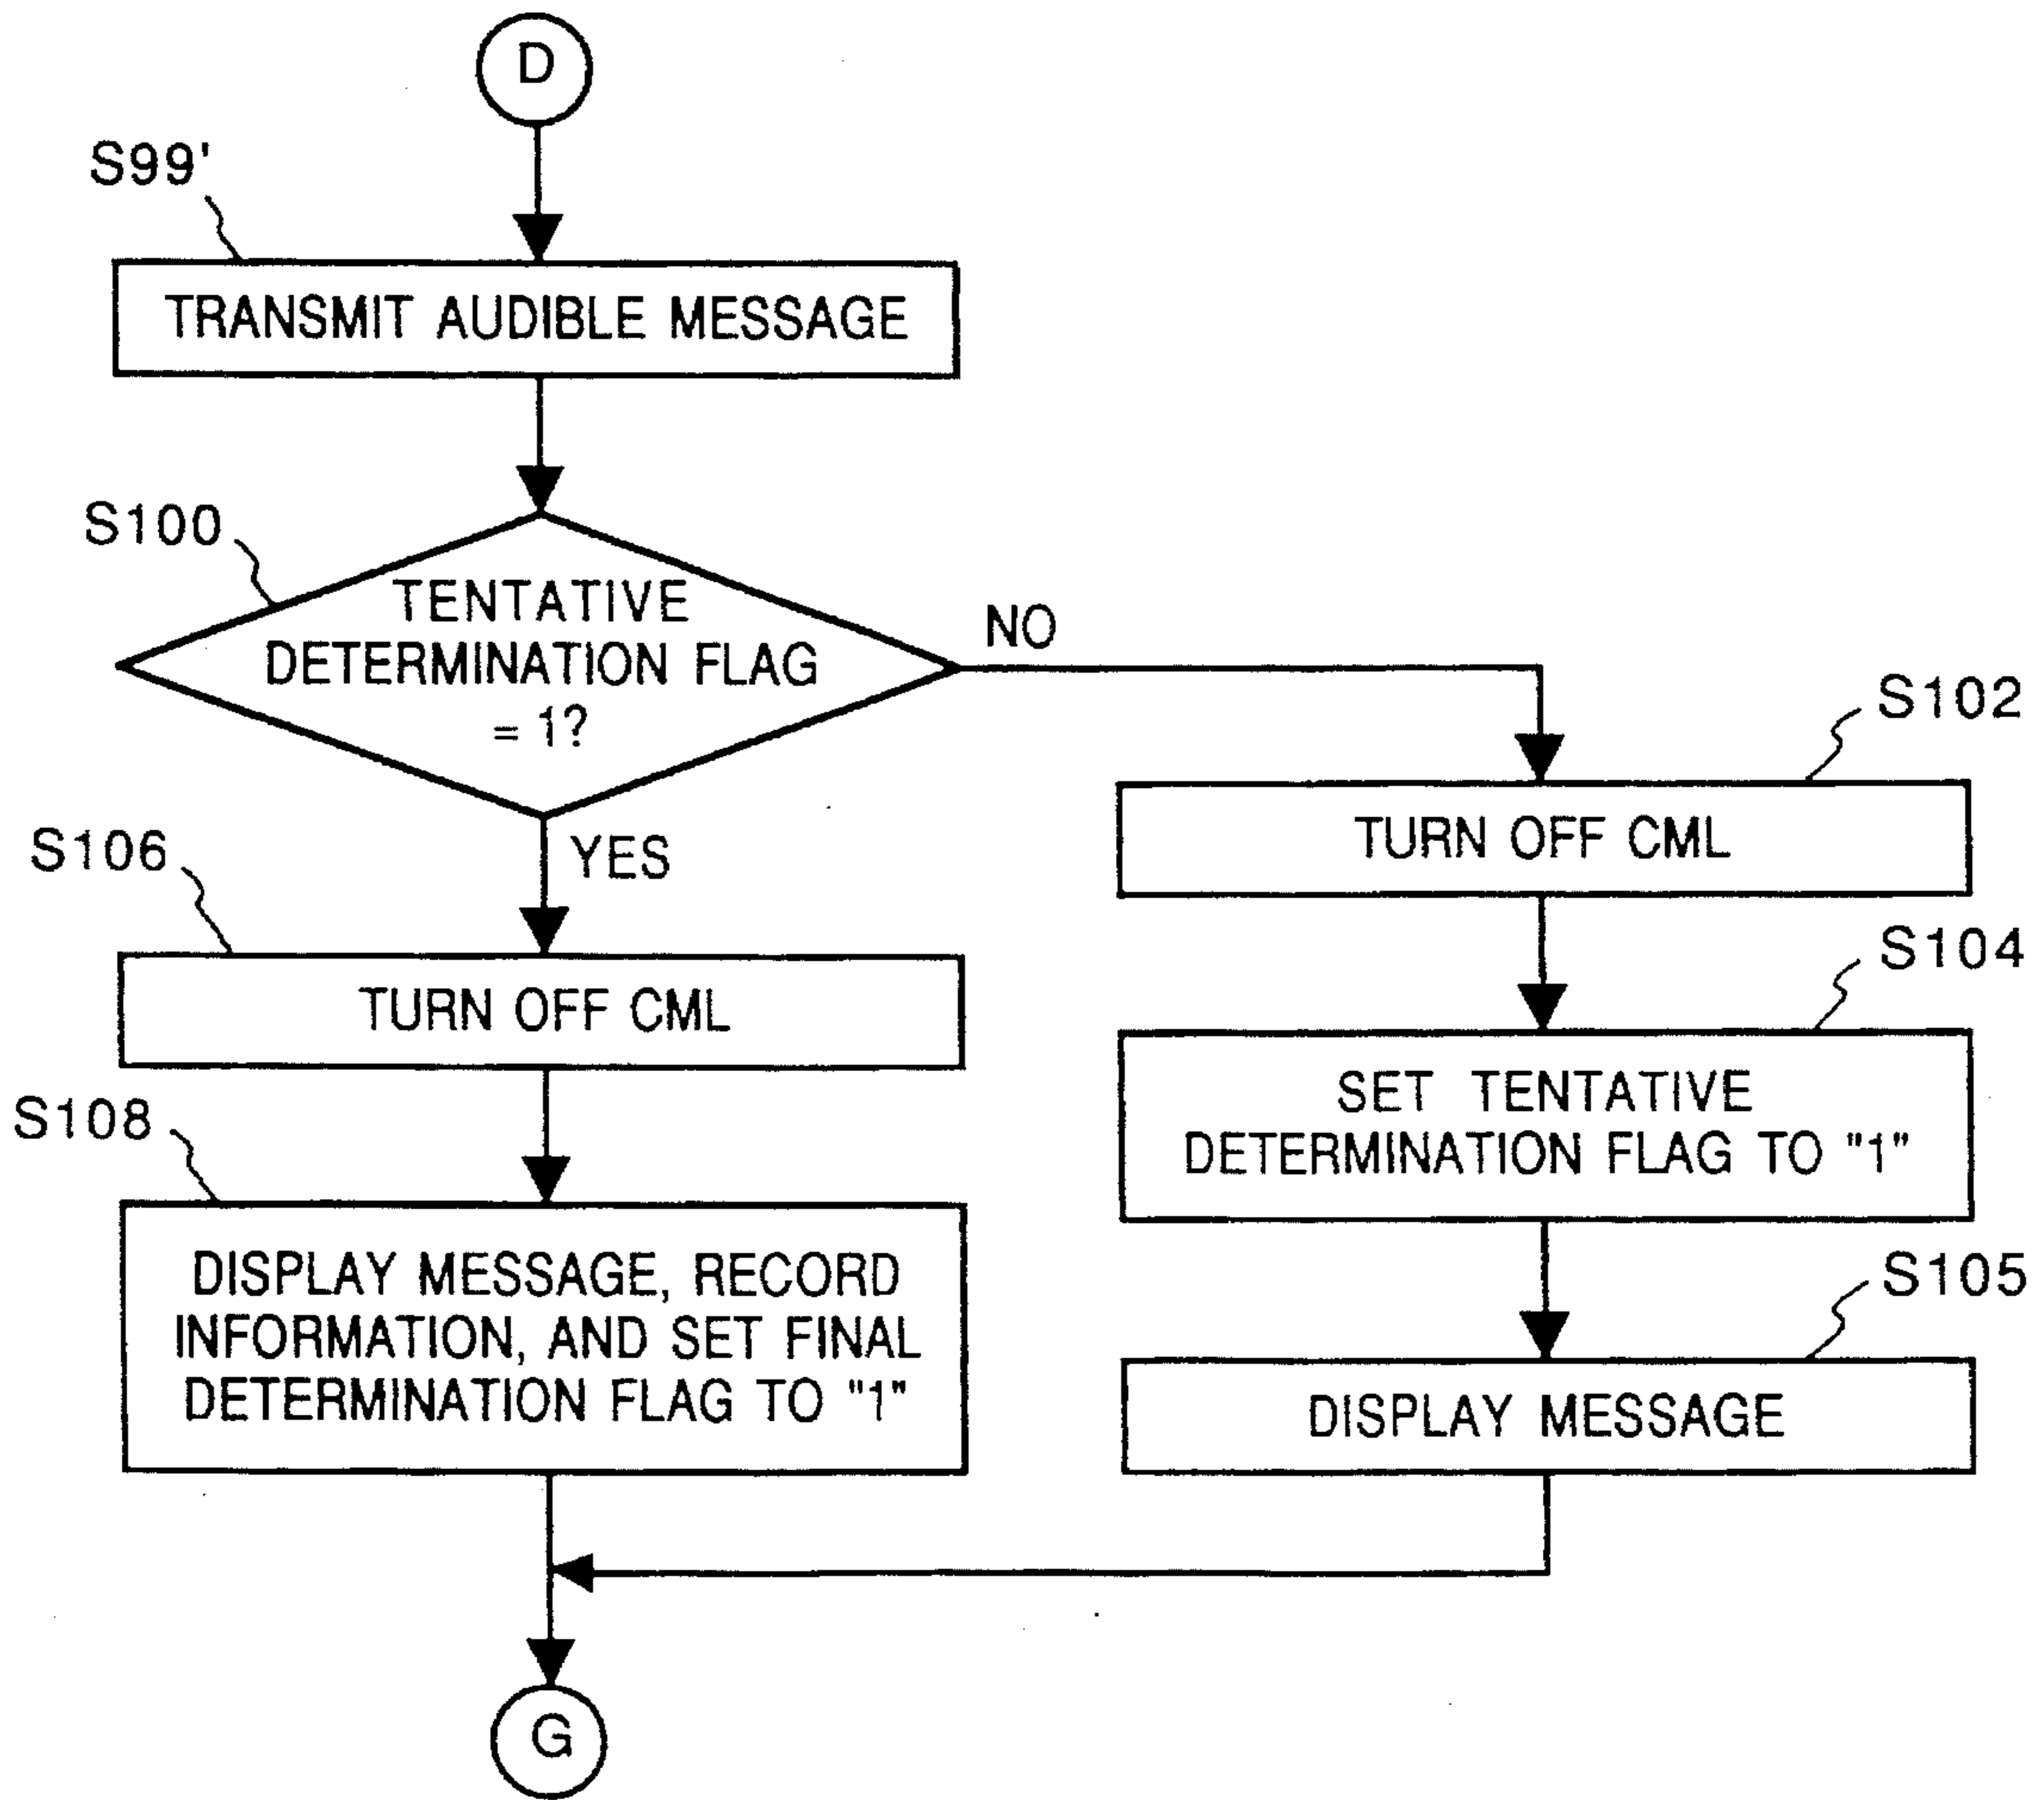 D
S99'
TRANSMIT AUDIBLE MESSAGE
S100
TENTATIVE
DETERMINATION FLAG
= 1?
NO
YES
S102
TURN OFF CML
S104
SET TENTATIVE
DETERMINATION FLAG TO "1"
S105
DISPLAY MESSAGE
S106
TURN OFF CML
S108
DISPLAY MESSAGE, RECORD
INFORMATION, AND SET FINAL
DETERMINATION FLAG TO "1"
G